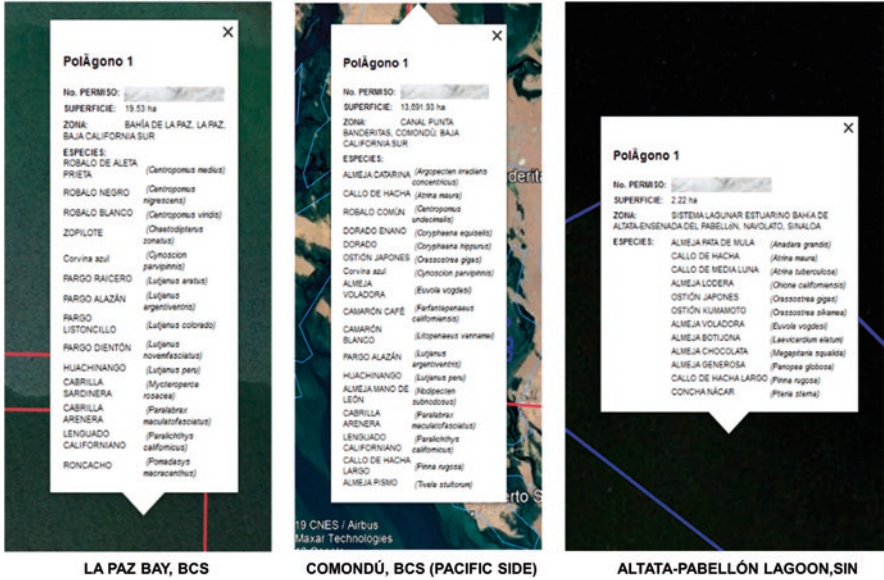 ×
PolÃgono 1
No. PERMISO:
SUPERFICIE: 19.53 ha
ZONA: BAHÍA DE LA PAZ, LA PAZ,
BAJA CALIFORNIA SUR
ESPECIES:
ROBALO DE ALETA
PRIETA (Centropomus medius)
ROBALO NEGRO (Centropomus
nigrescens)
ROBALO BLANCO (Centropomus viridis)
ZOPILOTE (Chaetodipterus
zonatus)
Corvina azul (Cynoscion
parvipinnis)
PARGO RAICERO (Lutjanus aratus)
PARGO ALAZÁN (Lutjanus
argentiventris)
PARGO
LISTONCILLO (Lutjanus colorado)
PARGO DIENTÓN (Lutjanus
novemfasciatus)
HUACHINANGO (Lutjanus peru)
CABRILLA
SARDINERA (Mycteroperca
rosacea)
CABRILLA
ARENERA (Paralabrax
maculatofasciatus)
LENGUADO
CALIFORNIANO (Paralichthys
californicus)
RONCACHO (Pomadasys
macracanthus)
LA PAZ BAY, BCS
×
PolÃgono 1
No. PERMISO:
SUPERFICIE: 13,691.93 ha
ZONA: CANAL PUNTA
BANDERITAS, COMONDÚ, BAJA
CALIFORNIA SUR
ESPECIES:
ALMEJA CATARINA (Argopecten irradians
concentricus)
CALLO DE HACHA (Atrina maura)
ROBALO COMÚN (Centropomus
undecimalis)
DORADO ENANO (Coryphaena equiselis)
DORADO (Coryphaena hippurus)
OSTIÓN JAPONES (Crassostrea gigas)
Corvina azul (Cynoscion parvipinnis)
ALMEJA
VOLADORA (Euvola vogdesi)
CAMARÓN CAFÉ (Farfantepenaeus
californiensis)
CAMARÓN
BLANCO (Litopenaeus vannamei)
PARGO ALAZÁN (Lutjanus
argentiventris)
HUACHINANGO (Lutjanus peru)
ALMEJA MANO DE
LEÓN (Nodipecten
subnodosus)
CABRILLA
ARENERA (Paralabrax
maculatofasciatus)
LENGUADO
CALIFORNIANO (Paralichthys
californicus)
CALLO DE HACHA
LARGO (Pinna rugosa)
ALMEJA PISMO (Tivela stultorum)
derita
erto S
19 CNES / Airbus
Maxar Technologies
COMONDÚ, BCS (PACIFIC SIDE)
×
PolÃgono 1
No. PERMISO:
SUPERFICIE: 2.22 ha
ZONA: SISTEMA LAGUNAR ESTUARINO BAHÍA DE
ALTATA-ENSENADA DEL PABELLóN, NAVOLATO, SINALOA
ESPECIES: ALMEJA PATA DE MULA (Anadara grandis)
CALLO DE HACHA (Atrina maura)
CALLO DE MEDIA LUNA (Atrina tuberculosa)
ALMEJA LODERA (Chione californiensis)
OSTIÓN JAPONES (Crassostrea gigas)
OSTIÓN KUMAMOTO (Crassostrea sikamea)
ALMEJA VOLADORA (Euvola vogdesi)
ALMEJA BOTIJONA (Laevicardium elatum)
ALMEJA CHOCOLATA (Megapitaria squalida)
ALMEJA GENEROSA (Panopea globosa)
CALLO DE HACHA LARGO (Pinna rugosa)
CONCHA NÁCAR (Pteria sterna)
ALTATA-PABELLÓN LAGOON,SIN